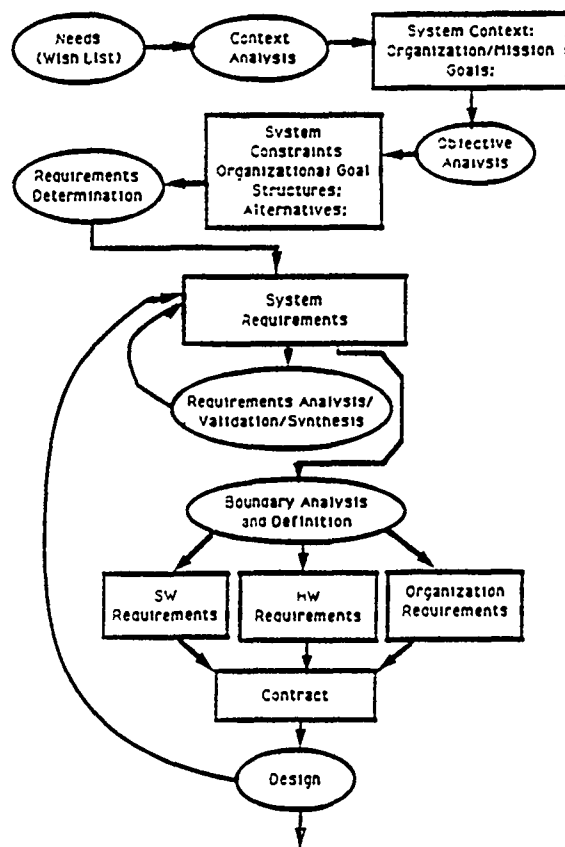 Needs
(Wish List)
Context
Analysis
System Context:
Organization/Mission
Goals;
Objective
Analysis
System
Constraints
Organizational Goal
Structures;
Alternatives;
Requirements
Determination
System
Requirements
Requirements Analysis/
Validation/Synthesis
Boundary Analysis
and Definition
SW
Requirements
HW
Requirements
Organization
Requirements
Contract
Design